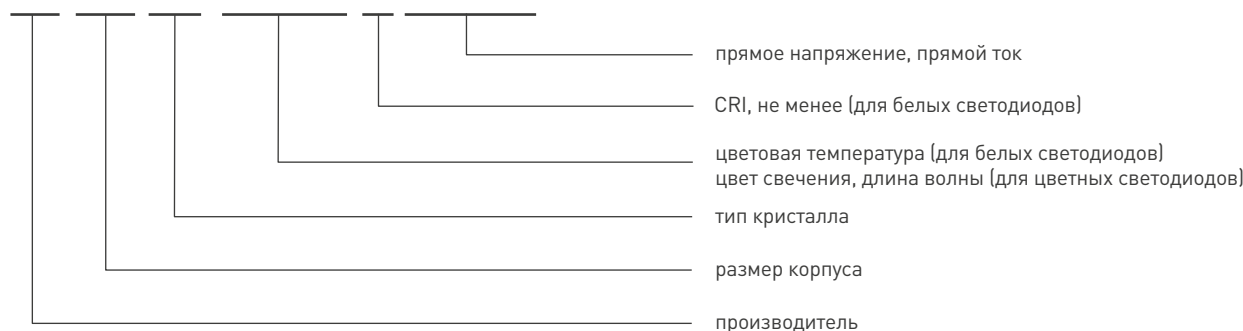 прямое напряжение, прямой ток
CRI, не менее (для белых светодиодов)
цветовая температура (для белых светодиодов)
цвет свечения, длина волны (для цветных светодиодов)
тип кристалла
размер корпуса
производитель